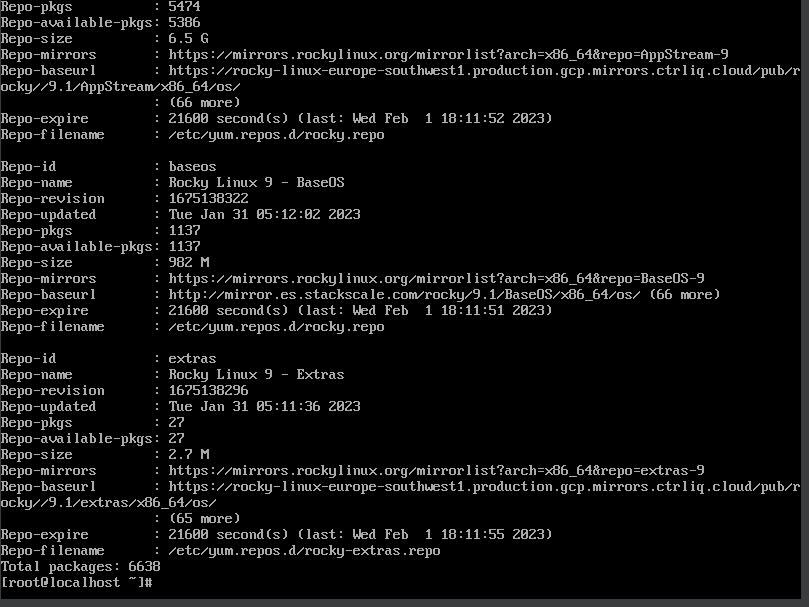 Repo-pkgs          : 5474
Repo-available-pkgs: 5386
Repo-size          : 6.5 G
Repo-mirrors       : https://mirrors.rockylinux.org/mirrorlist?arch=x86_64&repo=AppStream-9
Repo-baseurl       : https://rocky-linux-europe-southwest1.production.gcp.mirrors.ctrliq.cloud/pub/r
ocky//9.1/AppStream/x86_64/os/
                   : (66 more)
Repo-expire        : 21600 second(s) (last: Wed Feb  1 18:11:52 2023)
Repo-filename      : /etc/yum.repos.d/rocky.repo

Repo-id            : baseos
Repo-name          : Rocky Linux 9 - BaseOS
Repo-revision      : 1675138322
Repo-updated       : Tue Jan 31 05:12:02 2023
Repo-pkgs          : 1137
Repo-available-pkgs: 1137
Repo-size          : 982 M
Repo-mirrors       : https://mirrors.rockylinux.org/mirrorlist?arch=x86_64&repo=BaseOS-9
Repo-baseurl       : http://mirror.es.stackscale.com/rocky/9.1/BaseOS/x86_64/os/ (66 more)
Repo-expire        : 21600 second(s) (last: Wed Feb  1 18:11:51 2023)
Repo-filename      : /etc/yum.repos.d/rocky.repo

Repo-id            : extras
Repo-name          : Rocky Linux 9 - Extras
Repo-revision      : 1675138296
Repo-updated       : Tue Jan 31 05:11:36 2023
Repo-pkgs          : 27
Repo-available-pkgs: 27
Repo-size          : 2.7 M
Repo-mirrors       : https://mirrors.rockylinux.org/mirrorlist?arch=x86_64&repo=extras-9
Repo-baseurl       : https://rocky-linux-europe-southwest1.production.gcp.mirrors.ctrliq.cloud/pub/r
ocky//9.1/extras/x86_64/os/
                   : (65 more)
Repo-expire        : 21600 second(s) (last: Wed Feb  1 18:11:55 2023)
Repo-filename      : /etc/yum.repos.d/rocky-extras.repo
Total packages: 6638
[root@localhost ~]#